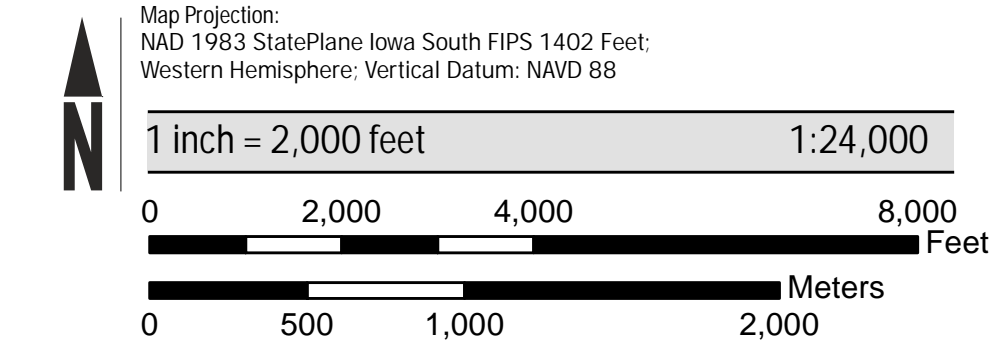 Map Projection:
NAD 1983 StatePlane Iowa South FIPS 1402 Feet;
Western Hemisphere; Vertical Datum: NAVD 88
N
1 inch = 2,000 feet 1:24,000
0 2,000 4,000 8,000
Feet
Meters
0 500 1,000 2,000